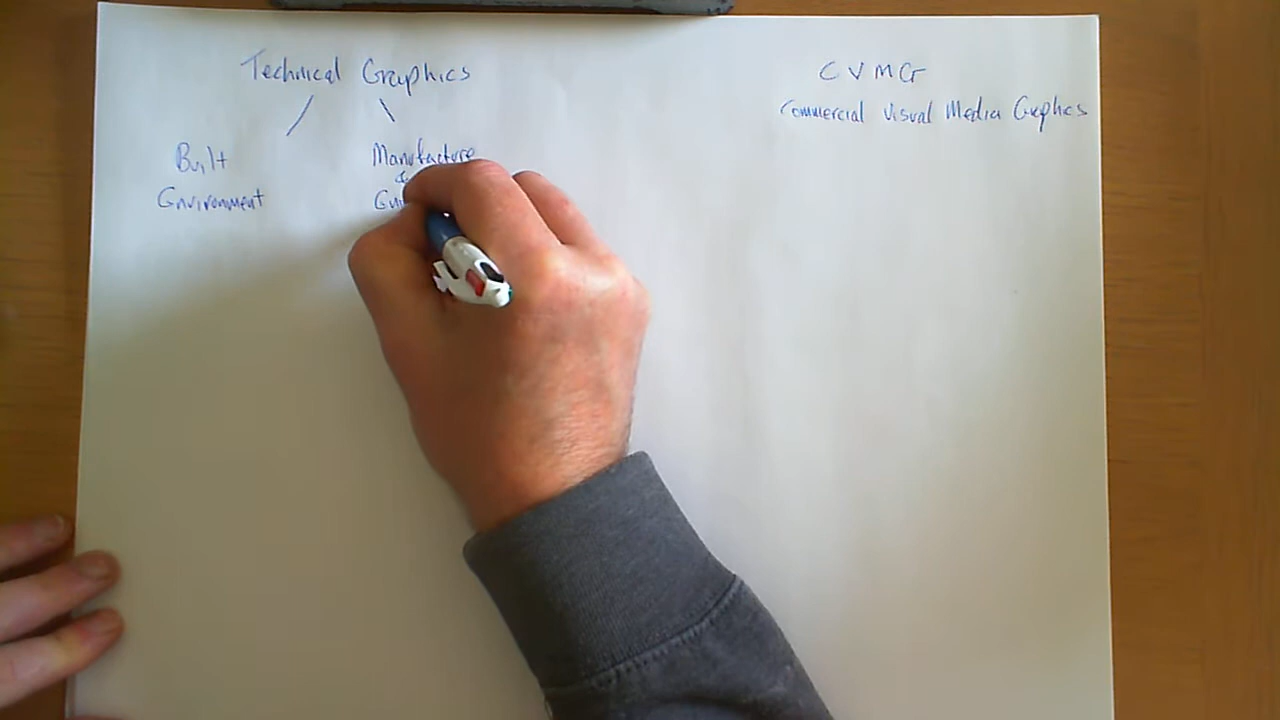 Technical Graphics
CVMG
Commercial Visual Media Graphics
Built
Environment
Manufacture
&